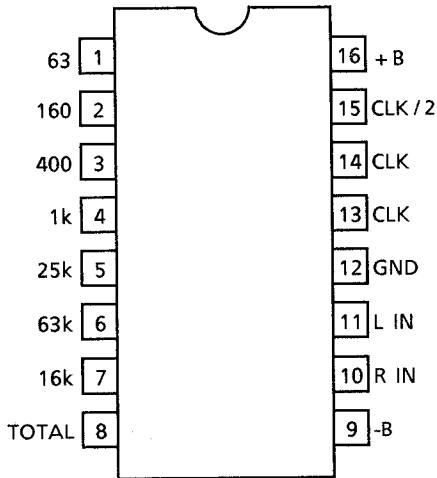 63 1
160 2
400 3
1k 4
25k 5
63k 6
16k 7
TOTAL 8
16 +B
15 CLK/2
14 CLK
13 CLK
12 GND
11 L IN
10 R IN
9 -B